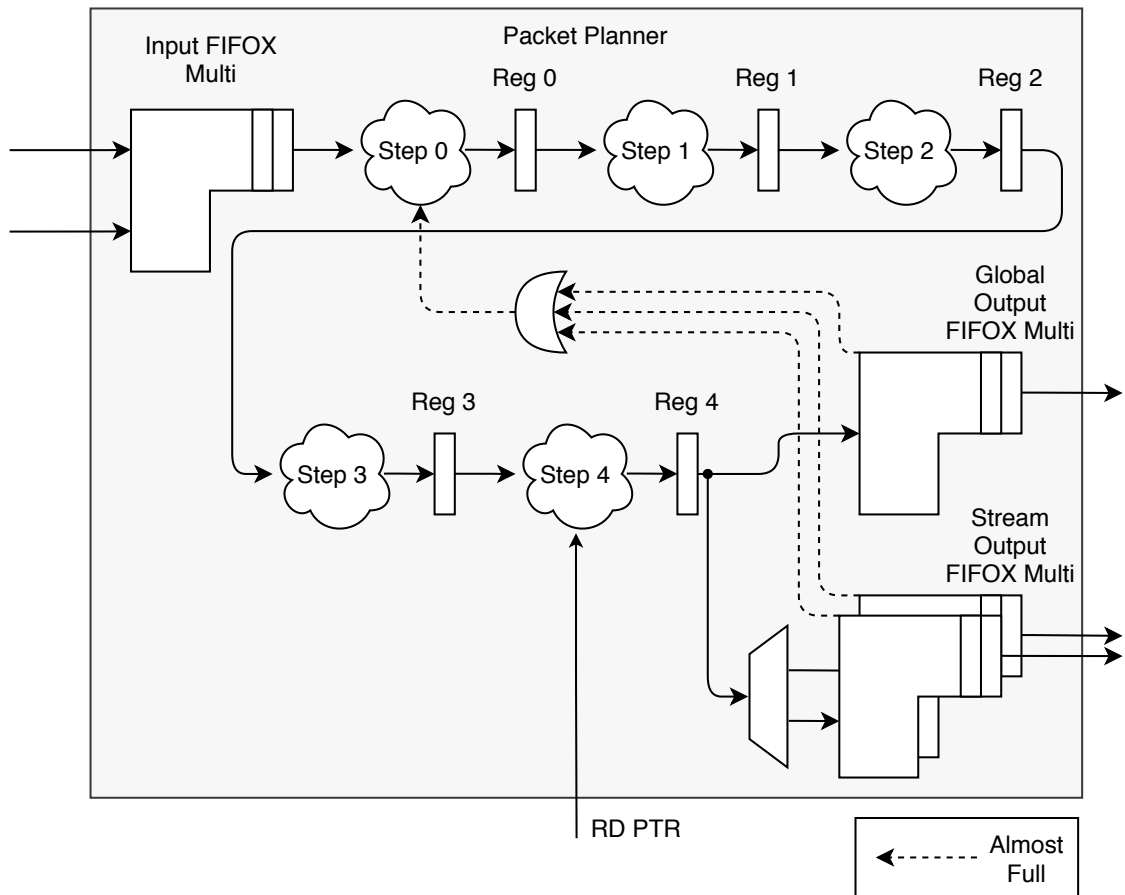 Packet Planner
Input FIFOX
Multi
Reg 0
Reg 1
Reg 2
Step 0
Step 1
Step 2
Global
Output
FIFOX Multi
Reg 3
Reg 4
Step 3
Step 4
Stream
Output
FIFOX Multi
RD PTR
Almost
Full